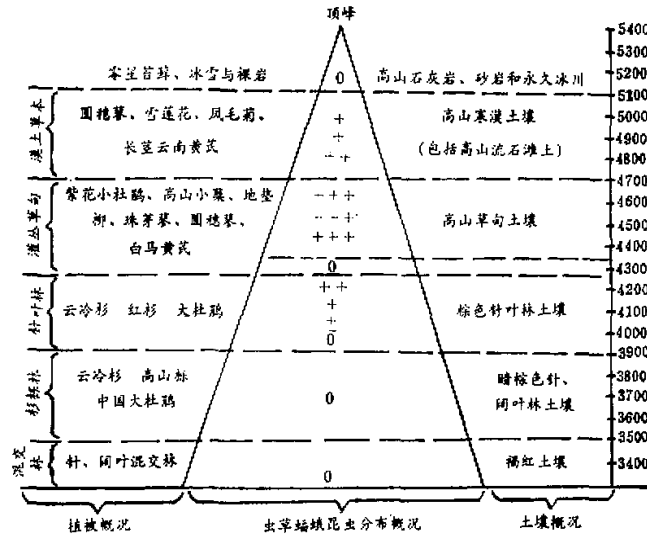 顶峰
零星苔藓、冰雪与裸岩 0 高山石灰岩、砂岩和永久冰川
漠土草本
圆穗蓼、雪莲花、凤毛菊、
长茎云南黄芪
+
+
高山寒漠土壤
(包括高山流石滩土)
灌丛草甸
紫花小杜鹃、高山小蘖、地垫
柳、珠芽蓼、圆穗蓼、
白马黄芪
+++
+++
0
高山草甸土壤
针叶林
云冷杉 红杉 大杜鹃
++
+
+
0
棕色针叶林土壤
杉栎林
云冷杉 高山栎
中国大杜鹃
0
暗棕色针、
阔叶林土壤
混交林
针、阔叶混交林
0
褐红土壤
植被概况 虫草蝙蛾昆虫分布概况 土壤概况
5400
5300
5200
5100
5000
4900
4800
4700
4600
4500
4400
4300
4200
4100
4000
3900
3800
3700
3600
3500
3400